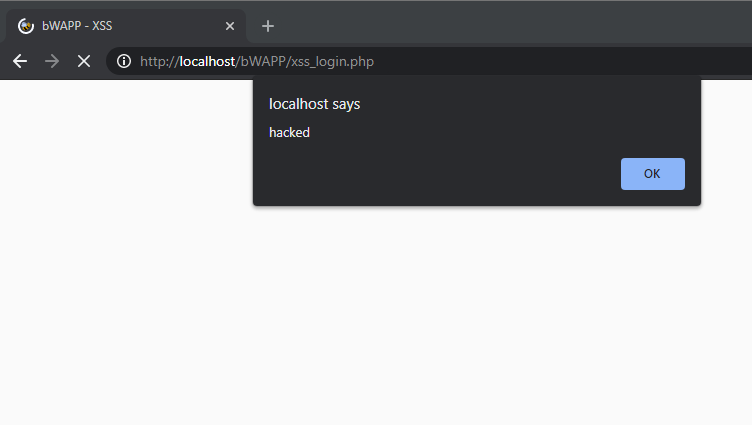 bWAPP - XSS
http://localhost/bWAPP/xss_login.php
localhost says
hacked
OK